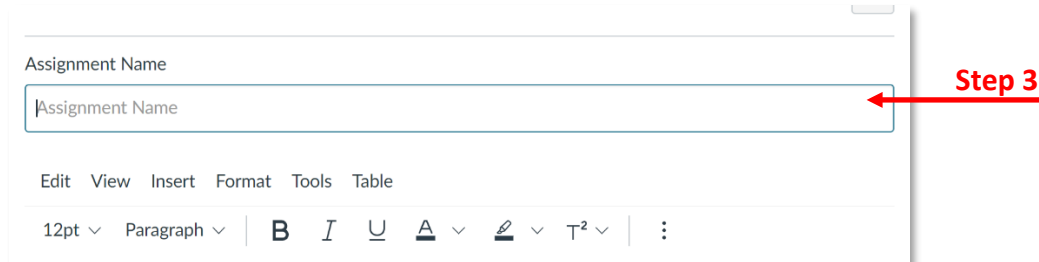 Assignment Name
Step 3
Assignment Name
Edit View Insert Format Tools Table
12pt Paragraph B I U A T²